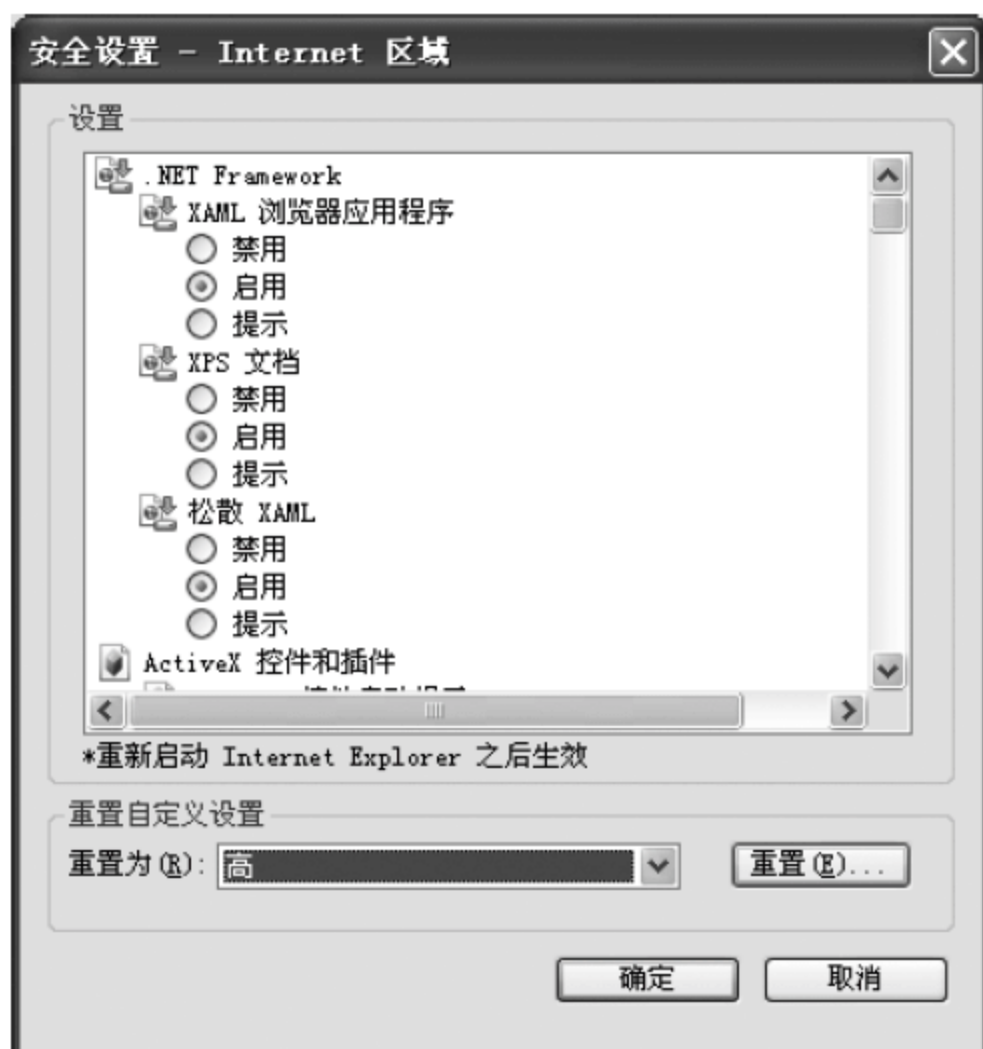 安全设置 - Internet 区域
设置
.NET Framework
XAML 浏览器应用程序
禁用
启用
提示
XPS 文档
禁用
启用
提示
松散 XAML
禁用
启用
提示
ActiveX 控件和插件
*重新启动 Internet Explorer 之后生效
重置自定义设置
重置为(R): 高 重置(E)...
确定 取消